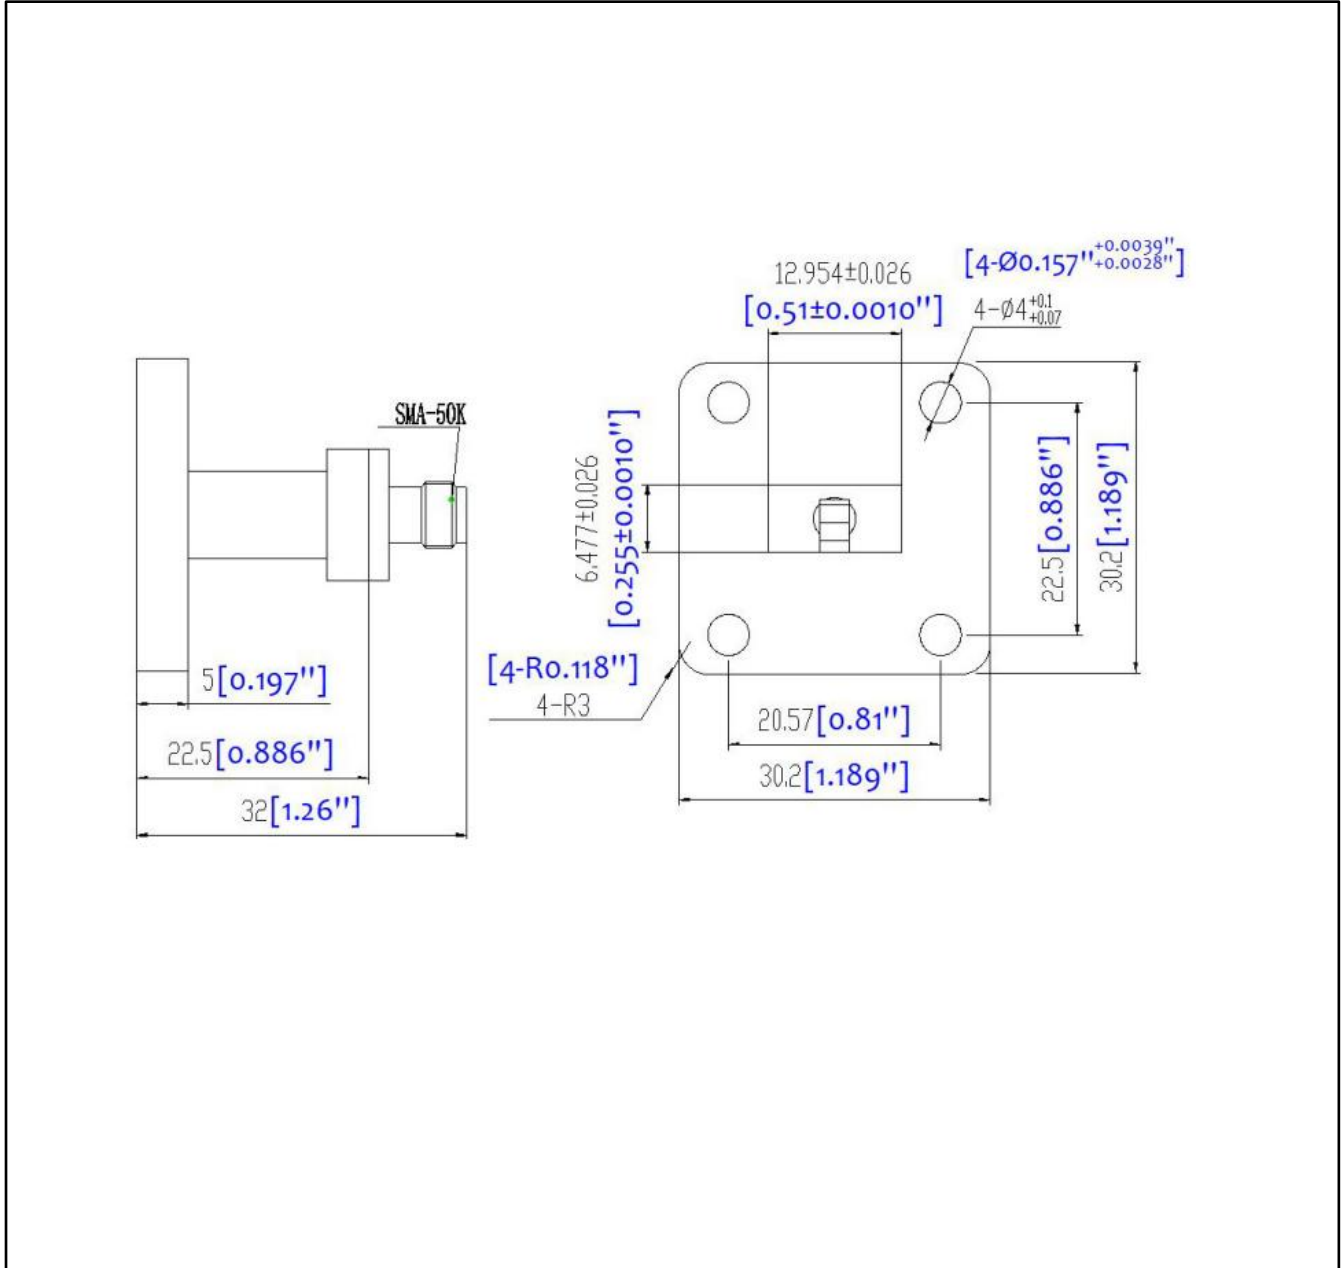 [4-Ø0.157"+0.0039"
+0.0028"]
12.954±0.026
[0.51±0.0010"]
4-Ø4+0.1
+0.07
SMA-50K
6.477±0.026
[0.255±0.0010"]
22.5[0.886"]
30.2[1.189"]
[4-R0.118"]
4-R3
5[0.197"]
20.57[0.81"]
22.5[0.886"]
30.2[1.189"]
32[1.26"]